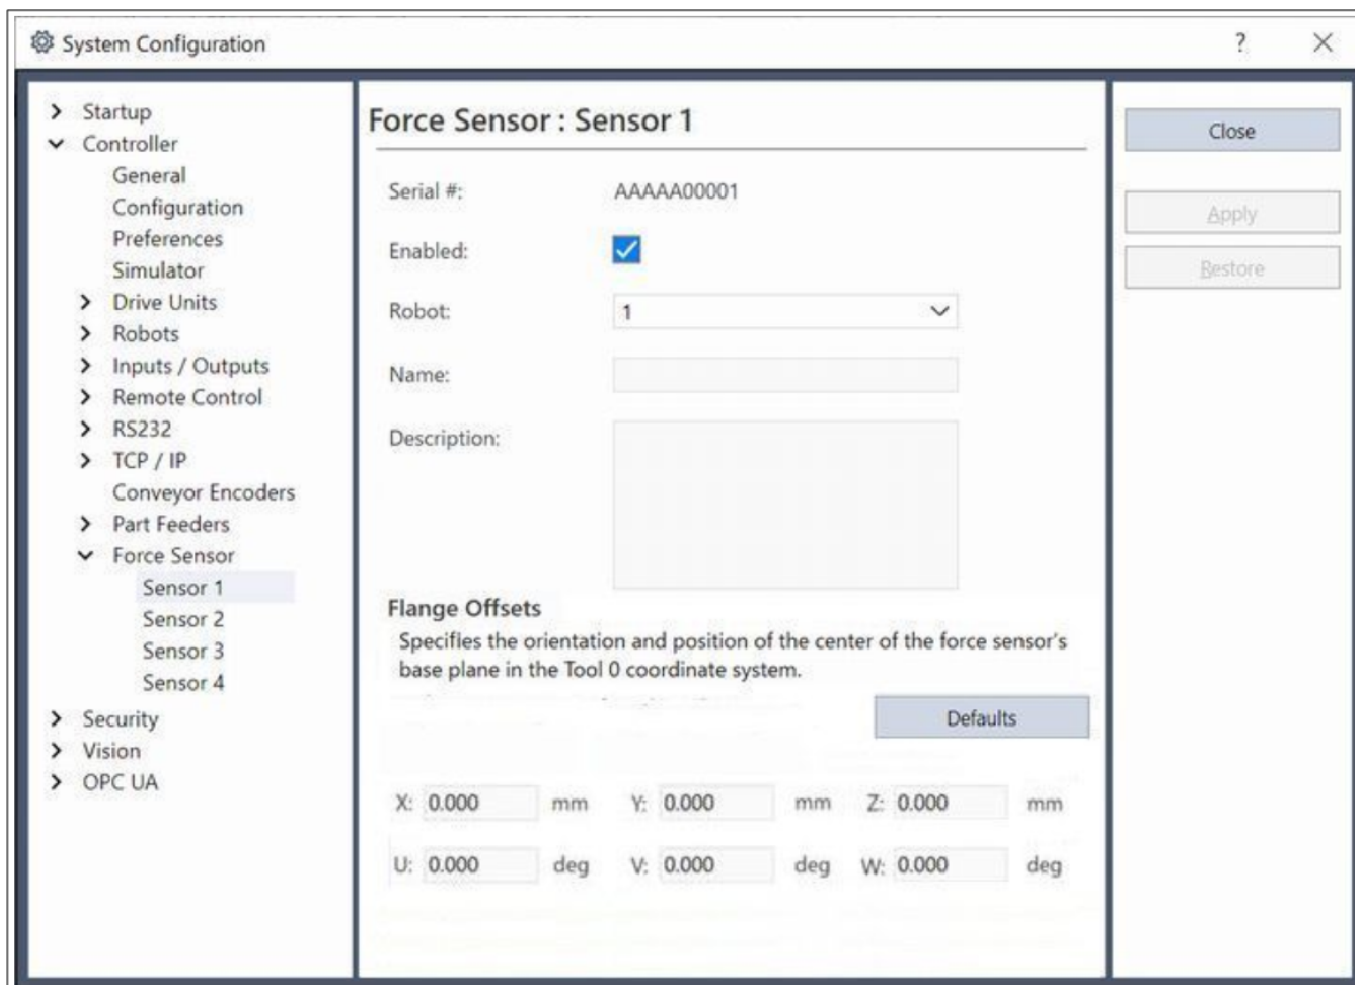 System Configuration
?
Startup
Controller
General
Configuration
Preferences
Simulator
Drive Units
Robots
Inputs / Outputs
Remote Control
RS232
TCP / IP
Conveyor Encoders
Part Feeders
Force Sensor
Sensor 1
Sensor 2
Sensor 3
Sensor 4
Security
Vision
OPC UA
Force Sensor : Sensor 1
Serial #: AAAAA00001
Enabled:
Robot: 1
Name:
Description:
Flange Offsets
Specifies the orientation and position of the center of the force sensor's
base plane in the Tool 0 coordinate system.
Defaults
X: 0.000 mm Y: 0.000 mm Z: 0.000 mm
U: 0.000 deg V: 0.000 deg W: 0.000 deg
Close
Apply
Restore